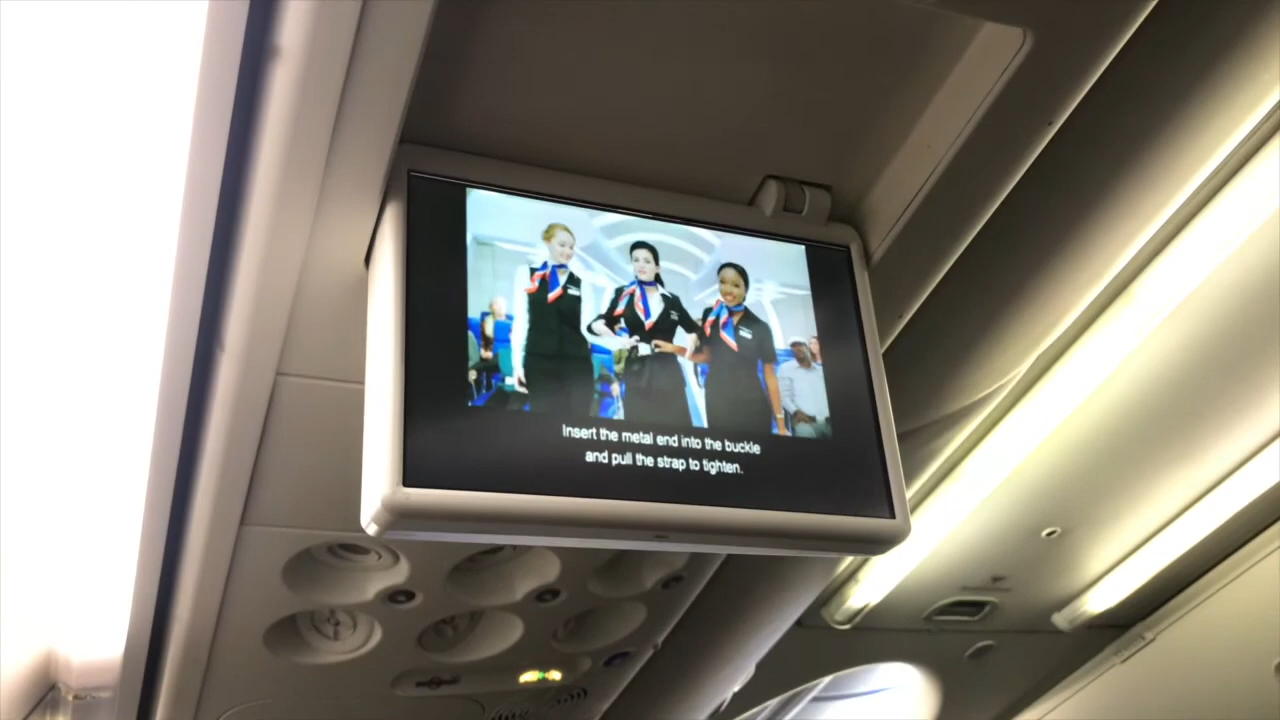 Insert the metal end into the buckle
and pull the strap to tighten.